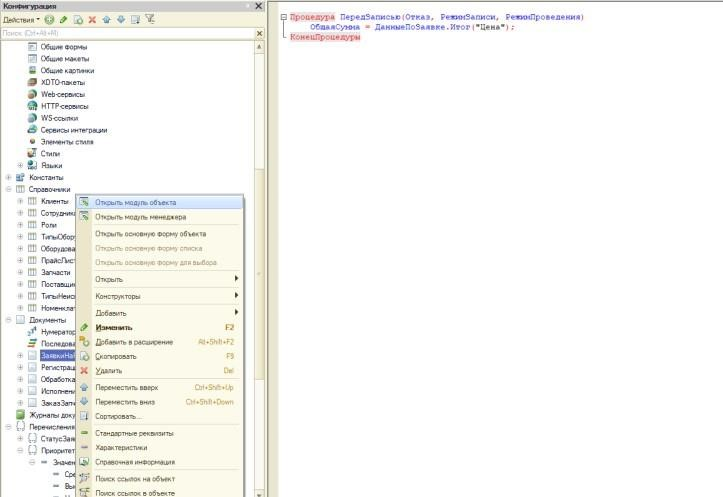 Конфигурация
Действия
Поиск (Ctrl+Alt+M)
Общие формы
Общие макеты
Общие картинки
XDTO-пакеты
Web-сервисы
HTTP-сервисы
WS-ссылки
Сервисы интеграции
Элементы стиля
Стили
Языки
Константы
Справочники
Клиенты
Сотрудник
Роли
ТипыОбор
Оборудова
ПрайсЛист
Запчасти
Поставщи
ТипыНеис
Номенклат
Документы
Нумератор
Последова
ЗаявкиНаР
Регистрац
Обработка
Исполнени
ЗаказЗапч
Журналы доку
Перечисления
СтатусЗая
Приоритет
Значен
Сре
Выс
Открыть модуль объекта
Открыть модуль менеджера
Открыть основную форму объекта
Открыть основную форму списка
Открыть основную форму для выбора
Открыть
Конструкторы
Добавить
Изменить F2
Добавить в расширение Alt+Shift+F2
Скопировать F9
Удалить Del
Переместить вверх Ctrl+Shift+Up
Переместить вниз Ctrl+Shift+Down
Сортировать...
Стандартные реквизиты
Характеристики
Справочная информация
Поиск ссылок на объект
Поиск ссылок в объекте
Процедура ПередЗаписью(Отказ, РежимЗаписи, РежимПроведения)
ОбщаяСумма = ДанныеПоЗаявке.Итог("Цена");
КонецПроцедуры